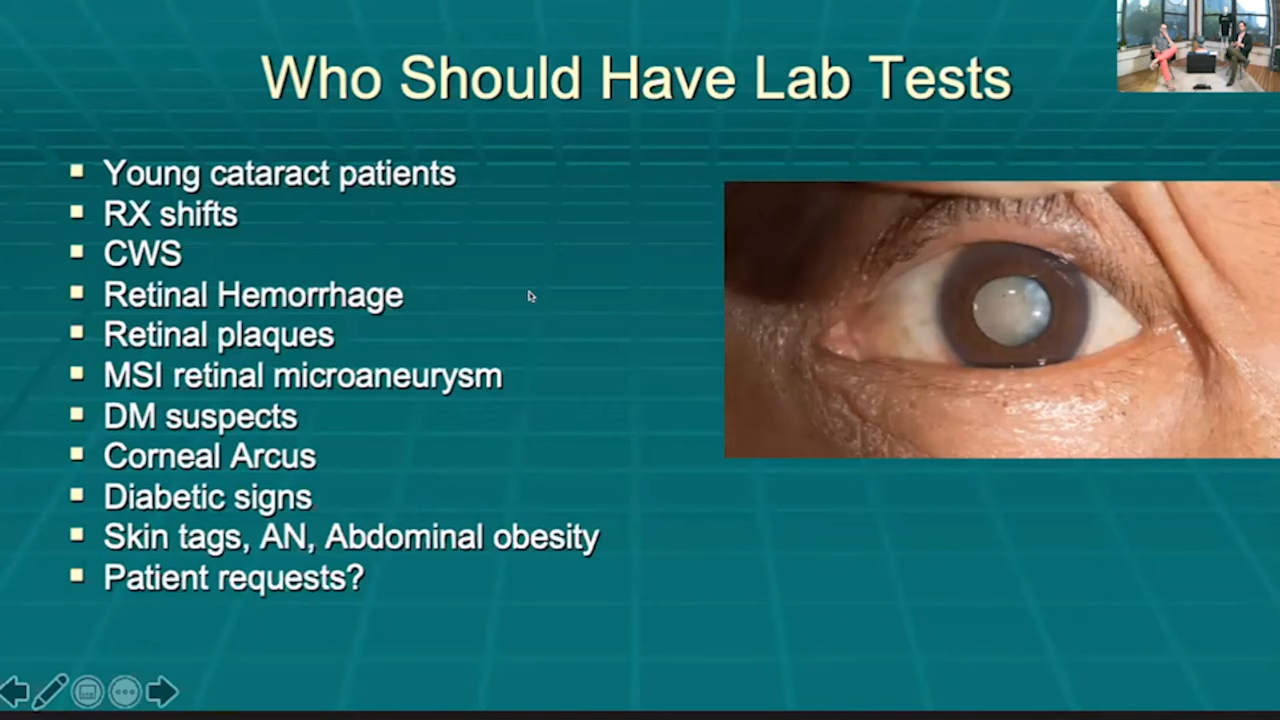 Who Should Have Lab Tests
Young cataract patients
RX shifts
CWS
Retinal Hemorrhage
Retinal plaques
MSI retinal microaneurysm
DM suspects
Corneal Arcus
Diabetic signs
Skin tags, AN, Abdominal obesity
Patient requests?